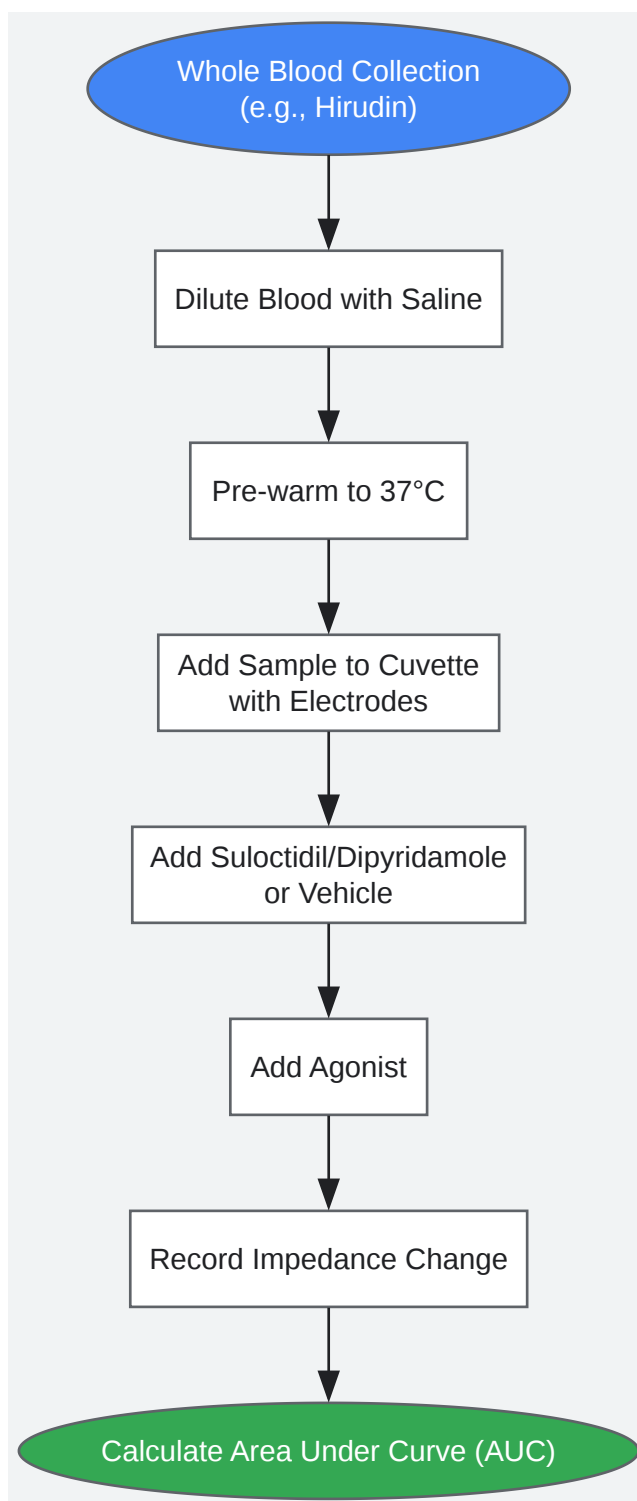 Whole Blood Collection
(e.g., Hirudin)
Dilute Blood with Saline
Pre-warm to 37°C
Add Sample to Cuvette
with Electrodes
Add Suloctidil/Dipyridamole
or Vehicle
Add Agonist
Record Impedance Change
Calculate Area Under Curve (AUC)